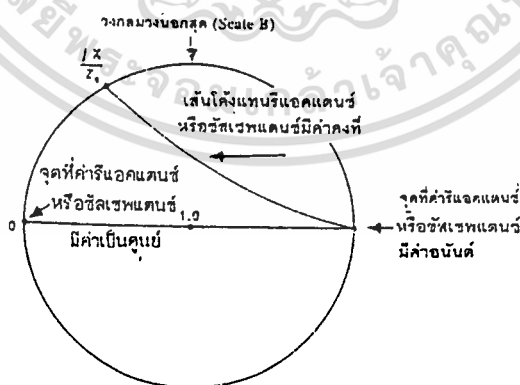 วงกลมวงนอกสุด (Scale B)
jX
Z₀
เส้นโค้งแทนรีแอคแตนซ์
หรือซัสเซพแตนซ์มีค่าคงที่
จุดที่ค่ารีแอคแตนซ์
หรือซัลเซพแตนซ์
มีค่าเป็นศูนย์
0
1.0
จุดที่ค่ารีแอคแตนซ์
หรือซัสเซพแตนซ์
มีค่าอนันต์